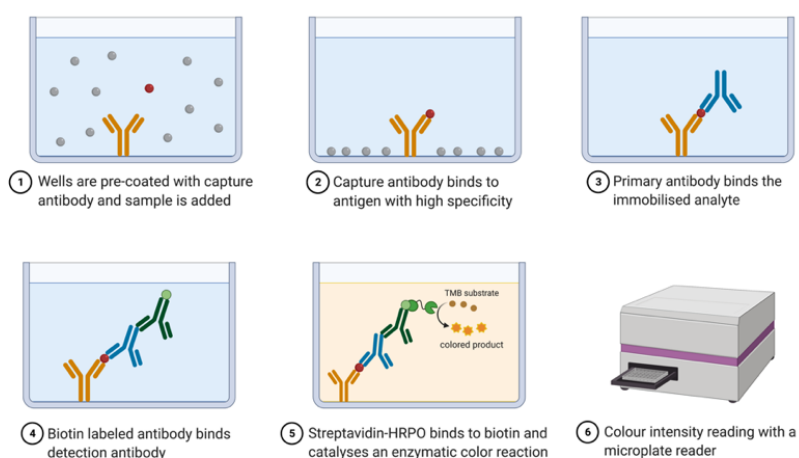 1 Wells are pre-coated with capture
antibody and sample is added
2 Capture antibody binds to
antigen with high specificity
3 Primary antibody binds the
immobilised analyte
TMB substrate
colored product
4 Biotin labeled antibody binds
detection antibody
5 Streptavidin-HRPO binds to biotin and
catalyses an enzymatic color reaction
6 Colour intensity reading with a
microplate reader